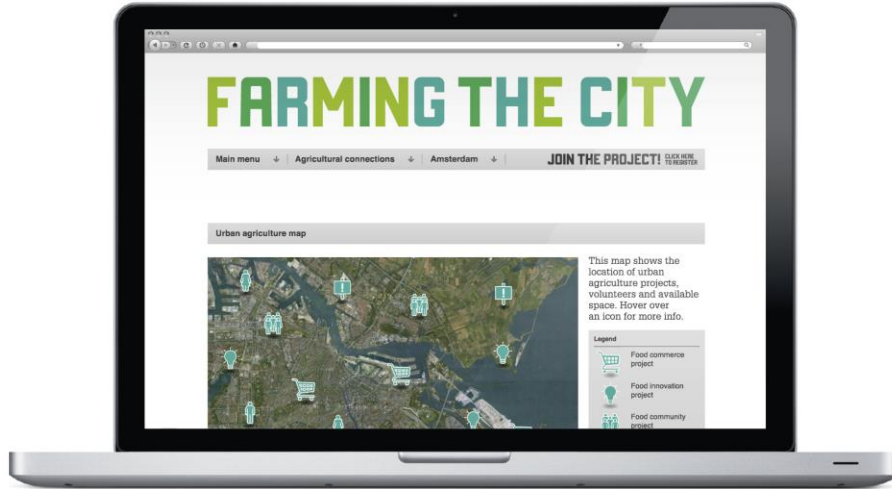 FARMING THE CITY
Main menu Agricultural connections Amsterdam JOIN THE PROJECT! CLICK HERE
TO REGISTER
Urban agriculture map
This map shows the
location of urban
agriculture projects,
volunteers and available
space. Hover over
an icon for more info.
Legend
Food commerce
project
Food innovation
project
Food community
project